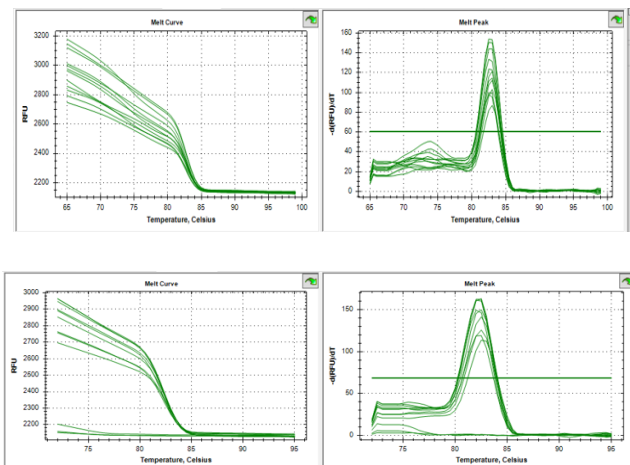 Melt Curve
3200
3000
2800
2600
2400
2200
RFU
65 70 75 80 85 90 95 100
Temperature, Celsius
Melt Peak
160
140
120
100
80
60
40
20
0
-d(RFU)/dT
65 70 75 80 85 90 95 100
Temperature, Celsius
Melt Curve
3000
2900
2800
2700
2600
2500
2400
2300
2200
RFU
75 80 85 90 95
Temperature, Celsius
Melt Peak
150
100
50
0
-d(RFU)/dT
75 80 85 90 95
Temperature, Celsius